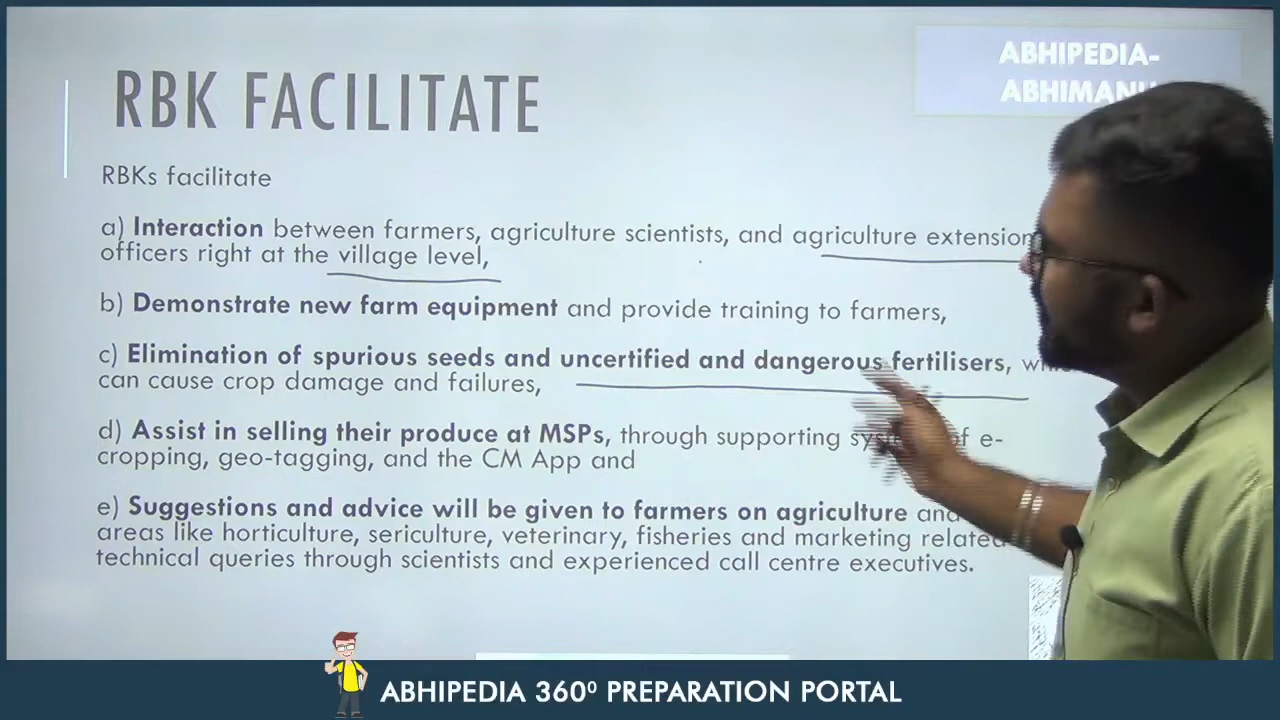 ABHIPEDIA-
RBK FACILITATE
RBKs facilitate
a) Interaction between farmers, agriculture scientists, and agriculture extension
officers right at the village level,
b) Demonstrate new farm equipment and provide training to farmers,
c) Elimination of spurious seeds and uncertified and dangerous fertilisers,
can cause crop damage and failures,
d) Assist in selling their produce at MSPs, through supporting of e-
cropping, geo-tagging, and the CM App and
e) Suggestions and advice will be given to farmers on agriculture and
areas like horticulture, sericulture, veterinary, fisheries and marketing related
technical queries through scientists and experienced call centre executives.
ABHIPEDIA 360⁰ PREPARATION PORTAL